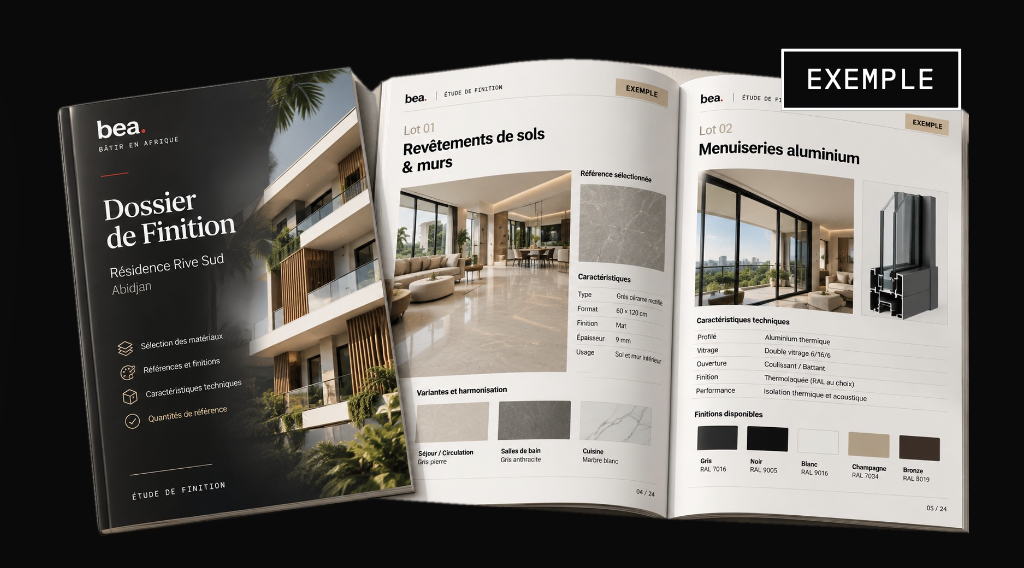 EXEMPLE
bea.
BÂTIR EN AFRIQUE
Dossier
de Finition
Résidence Rive Sud
Abidjan
Sélection des matériaux
Références et finitions
Caractéristiques techniques
Quantités de référence
ÉTUDE DE FINITION
bea.
ÉTUDE DE FINITION
EXEMPLE
Lot 01
Revêtements de sols
& murs
Référence sélectionnée
Caractéristiques
Type Grès cérame rectifié
Format 60 x 120 cm
Finition Mat
Épaisseur 9 mm
Usage Sol et mur intérieur
Variantes et harmonisation
Séjour / Circulation
Gris pierre
Salles de bain
Gris anthracite
Cuisine
Marbre blanc
04 / 24
bea.
ÉTUDE DE FI
EXEMPLE
Lot 02
Menuiseries aluminium
Caractéristiques techniques
Profilé Aluminium thermique
Vitrage Double vitrage 6/16/6
Ouverture Coulissant / Battant
Finition Thermolaquée (RAL au choix)
Performance Isolation thermique et acoustique
Finitions disponibles
Gris
RAL 7016
Noir
RAL 9005
Blanc
RAL 9016
Champagne
RAL 7034
Bronze
RAL 8019
05 / 24